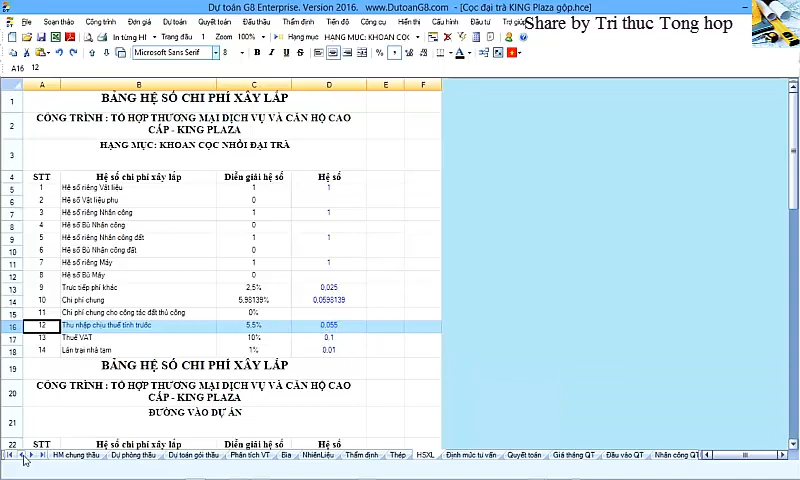 Dự toán G8 Enterprise. Version 2016. www.DutoanG8.com - [Cọc đại trà KING Plaza gộp.hce]
File Soạn thảo Công trình Đơn giá Dự toán Quyết toán Đấu thầu Thẩm định Tiến độ Công cụ Hiển thị Chung Đầu tư Trợ giúp
Share by Tri thuc Tong hop
In từng HM Trang đầu 1 Zoom 100% Hạng mục HẠNG MỤC: KHOAN CỌC
Microsoft Sans Serif 8 B I U
A16 12
A B C D E F
1 BẢNG HỆ SỐ CHI PHÍ XÂY LẮP
2 CÔNG TRÌNH : TỔ HỢP THƯƠNG MẠI DỊCH VỤ VÀ CĂN HỘ CAO
CẤP - KING PLAZA
3 HẠNG MỤC: KHOAN CỌC NHỒI ĐẠI TRÀ
4 STT Hệ số chi phí xây lắp Diễn giải hệ số Hệ số
5 1 Hệ số riêng Vật liệu 1 1
6 2 Hệ số Vật liệu phụ 0
7 3 Hệ số riêng Nhân công 1 1
8 4 Hệ số Bù Nhân công 0
9 5 Hệ số riêng Nhân công đất 1 1
10 6 Hệ số Bù Nhân công đất 0
11 7 Hệ số riêng Máy 1 1
12 8 Hệ số Bù Máy 0
13 9 Trực tiếp phí khác 2,5% 0,025
14 10 Chi phí chung 5,98139% 0,0598139
15 11 Chi phí chung cho công tác đất thủ công 0%
16 12 Thu nhập chịu thuế tính trước 5,5% 0,055
17 13 Thuế VAT 10% 0,1
18 14 Lán trại nhà tạm 1% 0,01
19 BẢNG HỆ SỐ CHI PHÍ XÂY LẮP
20 CÔNG TRÌNH : TỔ HỢP THƯƠNG MẠI DỊCH VỤ VÀ CĂN HỘ CAO
CẤP - KING PLAZA
21 ĐƯỜNG VÀO DỰ ÁN
22 STT Hệ số chi phí xây lắp Diễn giải hệ số Hệ số
HM chung thầu Dự phòng thầu Dự toán gói thầu Phân tích VT Bìa NhiênLiệu Thẩm định Thép HSXL Định mức tư vấn Quyết toán Giá tháng QT Đầu vào QT Nhân công QT